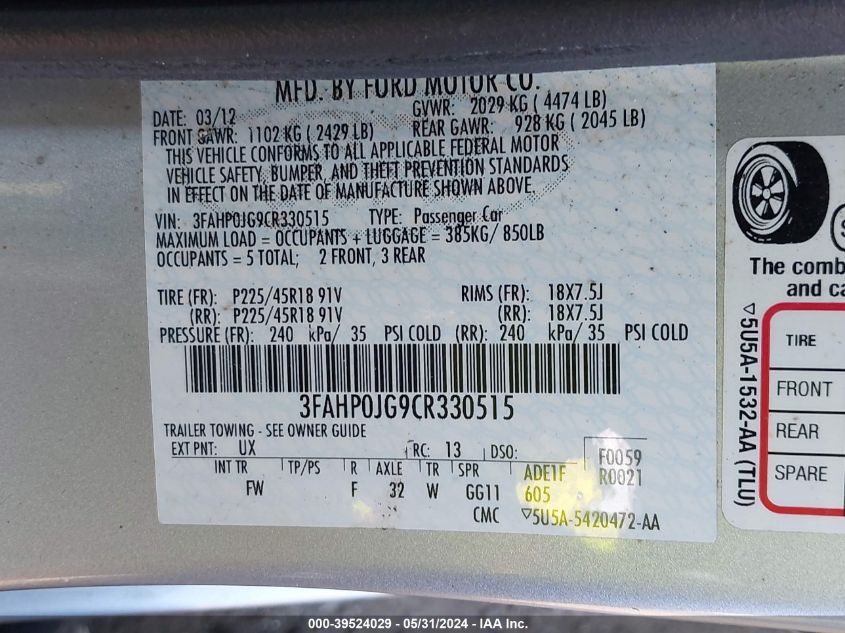 MFD. BY FORD MOTOR CO.
DATE: 03/12 GVWR: 2029 KG ( 4474 LB)
FRONT GAWR: 1102 KG ( 2429 LB) REAR GAWR: 928 KG ( 2045 LB)
THIS VEHICLE CONFORMS TO ALL APPLICABLE FEDERAL MOTOR
VEHICLE SAFETY, BUMPER, AND THEFT PREVENTION STANDARDS
IN EFFECT ON THE DATE OF MANUFACTURE SHOWN ABOVE.
VIN: 3FAHP0JG9CR330515 TYPE: Passenger Car
MAXIMUM LOAD = OCCUPANTS + LUGGAGE = 385KG/ 850LB
OCCUPANTS = 5 TOTAL; 2 FRONT, 3 REAR
TIRE (FR): P225/45R18 91V RIMS (FR): 18X7.5J
(RR): P225/45R18 91V (RR): 18X7.5J
PRESSURE (FR): 240 kPa/ 35 PSI COLD (RR): 240 kPa/ 35 PSI COLD
3FAHP0JG9CR330515
TRAILER TOWING - SEE OWNER GUIDE
EXT PNT: UX RC: 13 DSO: F0059
R0021
INT TR TP/PS R AXLE TR SPR ADE1F
FW F 32 W GG11 605
CMC ▽5U5A-5420472-AA
The comb
and ca
▽5U5A-1532-AA (TLU)
TIRE
FRONT
REAR
SPARE
000-39524029 - 05/31/2024 - IAA Inc.